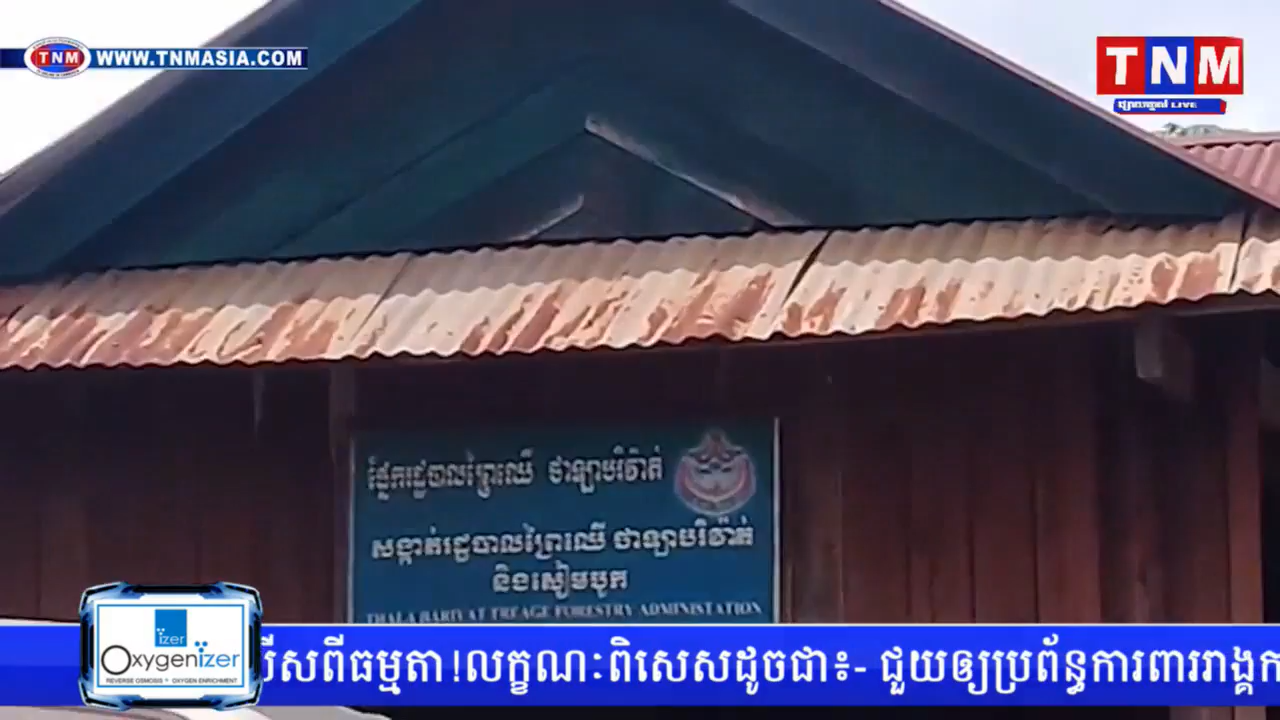 TNM WWW.TNMASIA.COM
TNM
ផ្សាយផ្ទាល់ LIVE
ផ្នែករដ្ឋបាលព្រៃឈើ ថាឡាបរិវ៉ាត់
សង្កាត់រដ្ឋបាលព្រៃឈើ ថាឡាបរិវ៉ាត់
និងសៀមបូក
THALABARIVAT TREAGE FORESTRY ADMINISTATION
izer
Oxygenizer
REVERSE OSMOSIS + OXYGEN ENRICHMENT
ពីធម្មតា !លក្ខណៈពិសេសដូចជា៖- ជួយឲ្យប្រព័ន្ធការពាររាង្គក